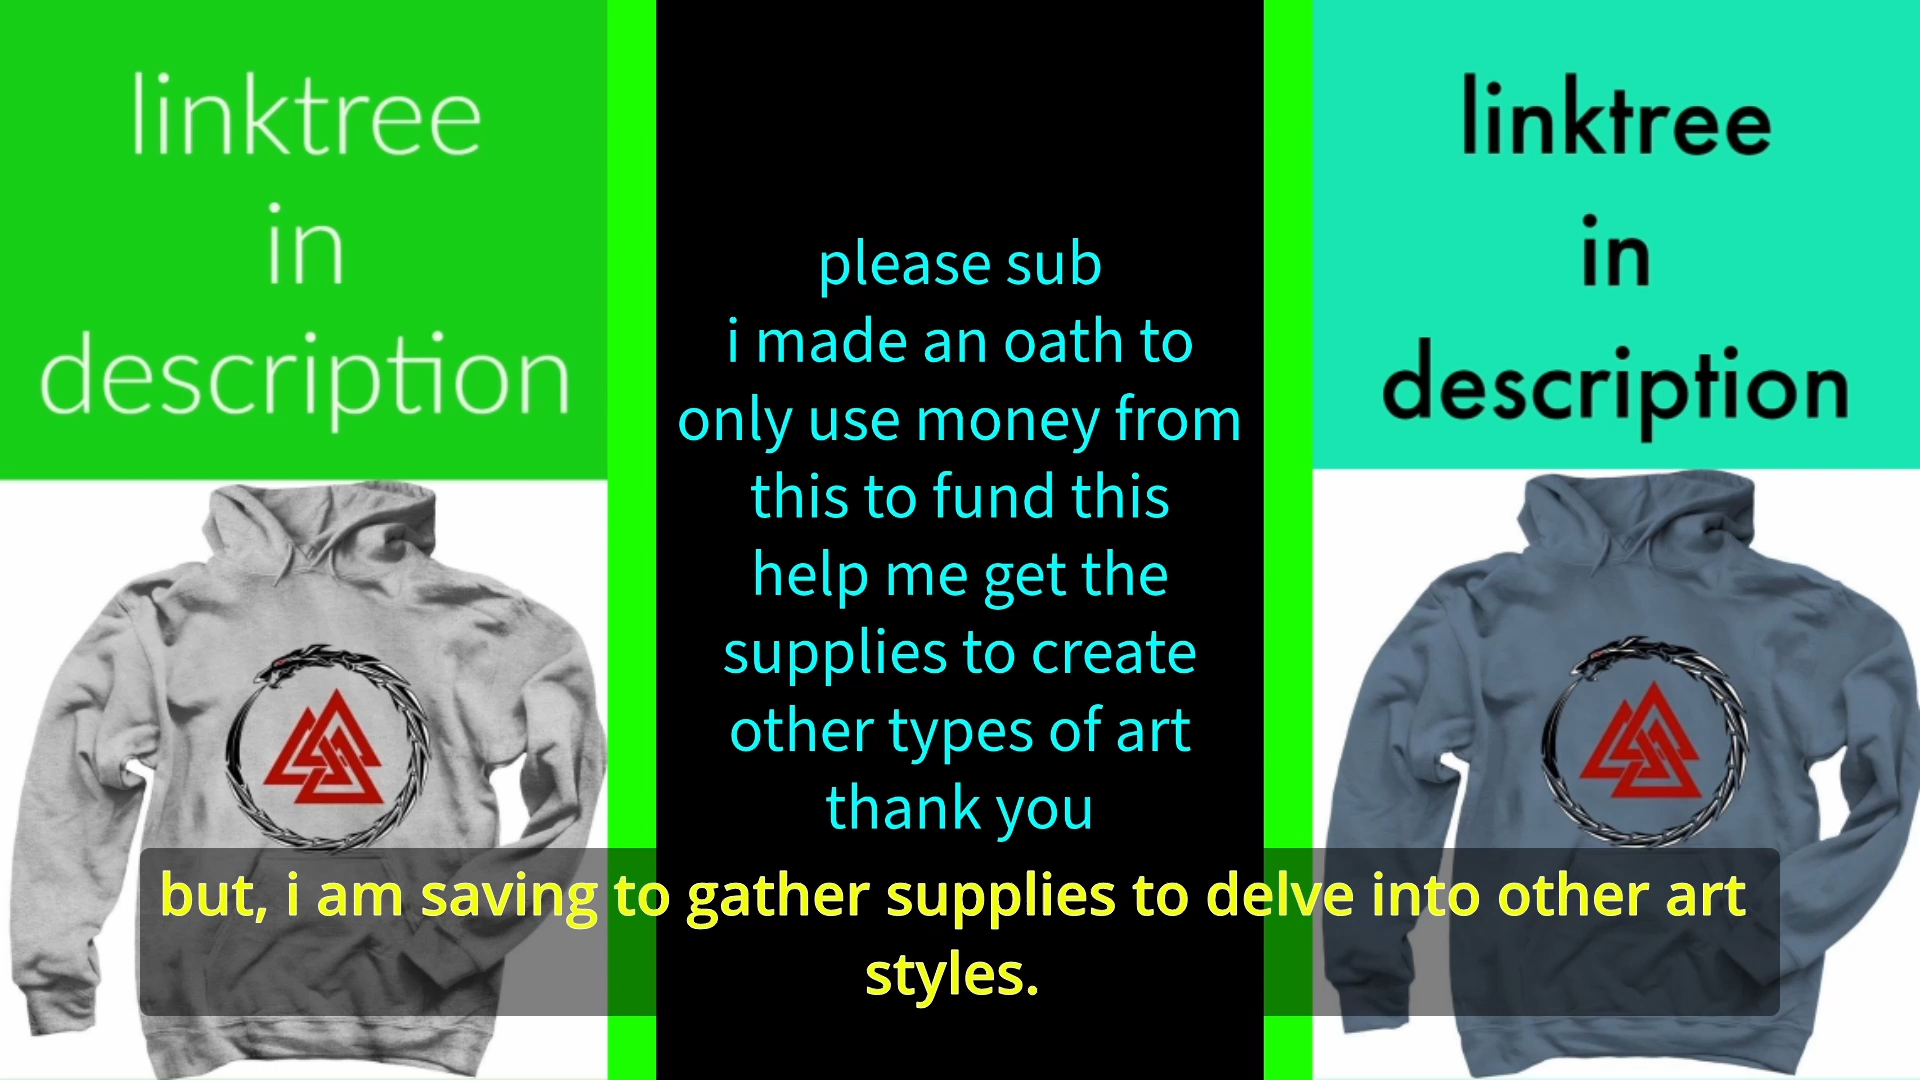 linktree
in
description
please sub
i made an oath to
only use money from
this to fund this
help me get the
supplies to create
other types of art
thank you
linktree
in
description
but, i am saving to gather supplies to delve into other art
styles.